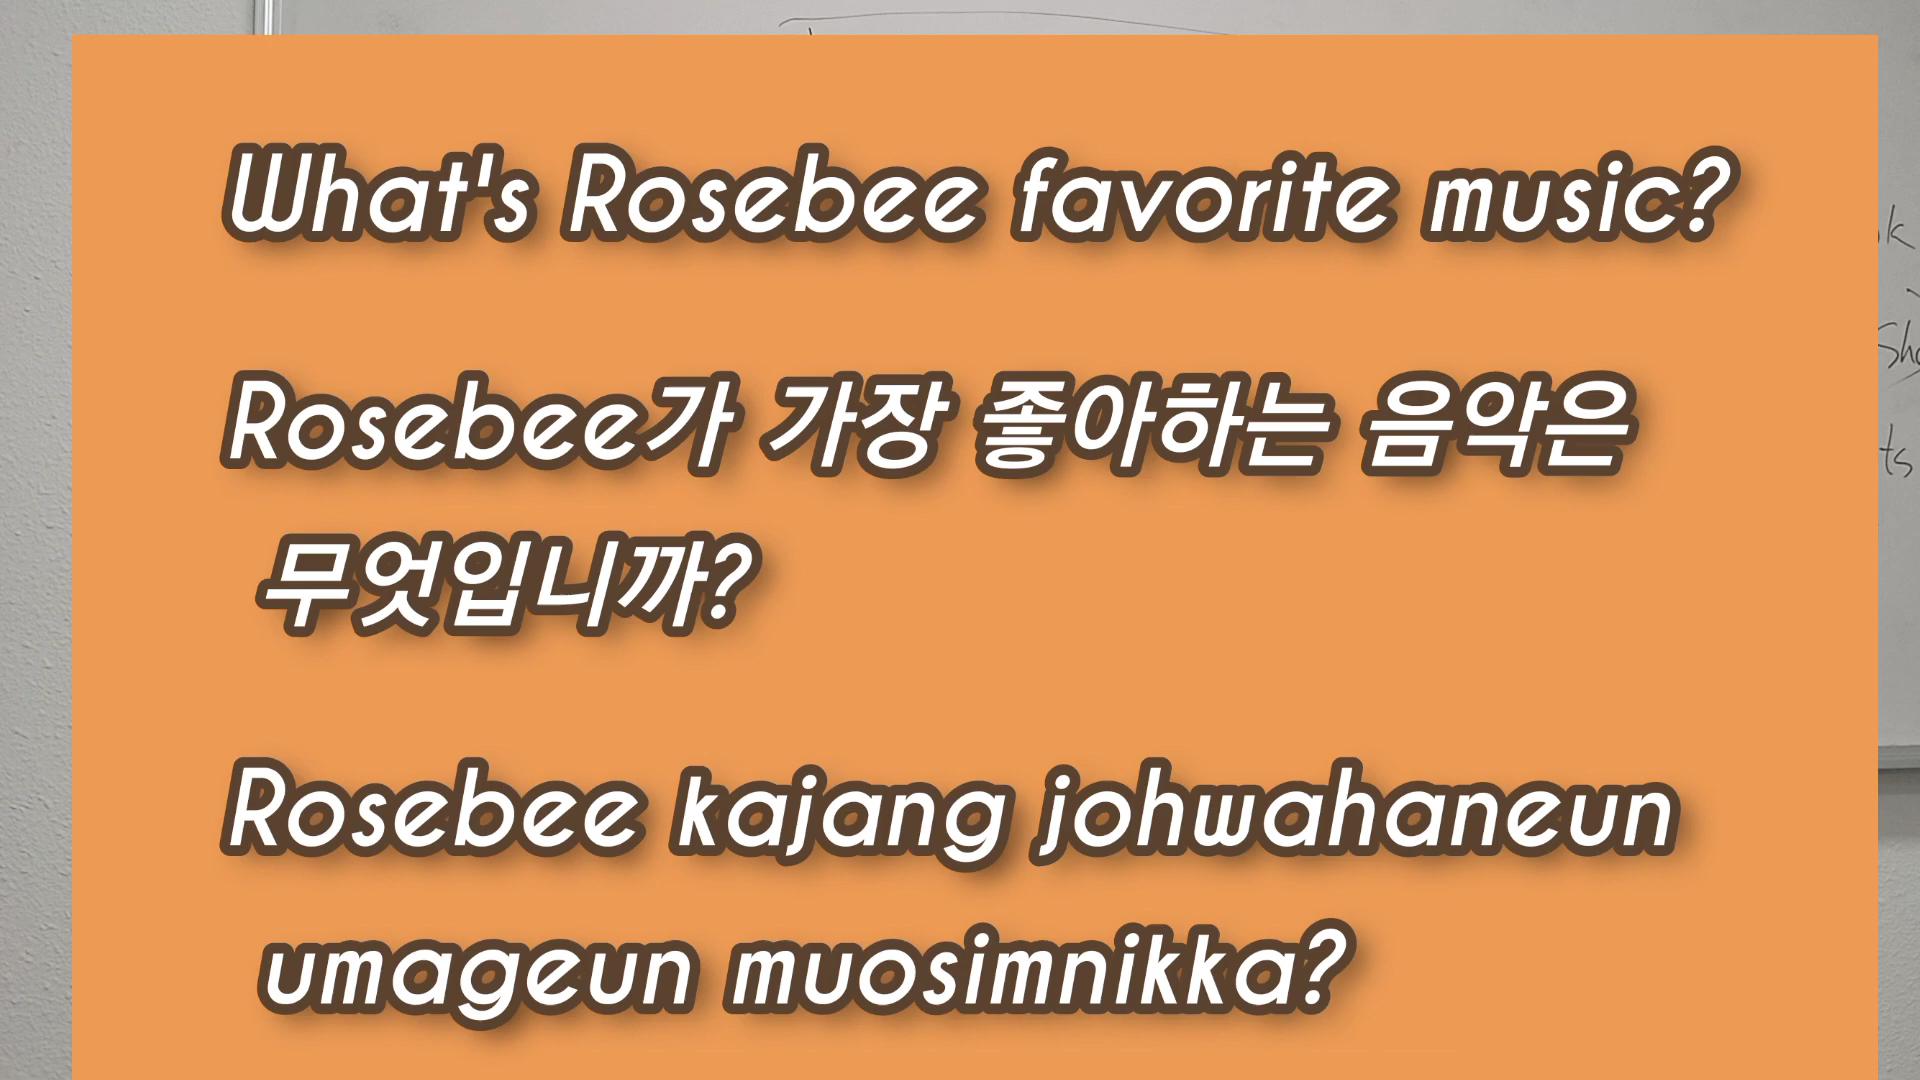 What's Rosebee favorite music?
Rosebee가 가장 좋아하는 음악은
무엇입니까?
Rosebee kajang johwahaneun
umageun muosimnikka?
k
ts